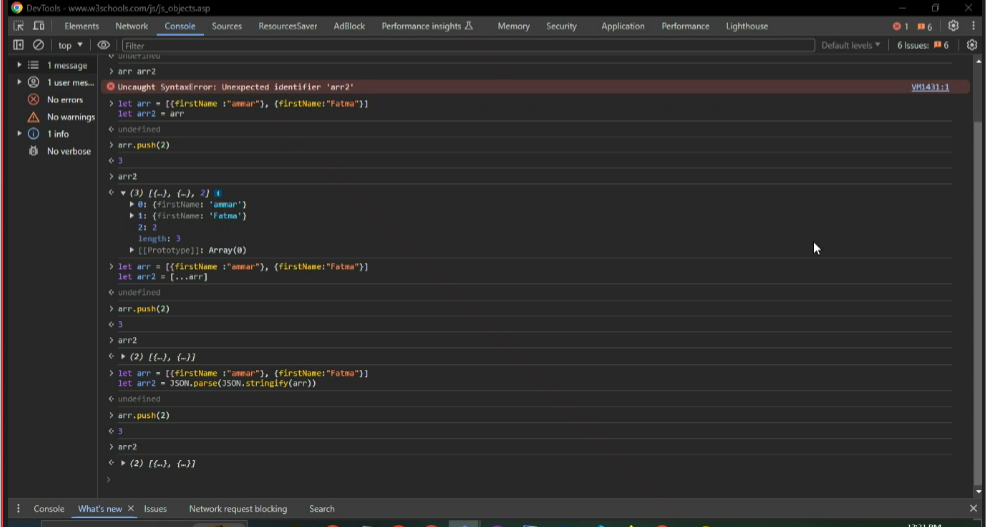 DevTools - www.w3schools.com/js/js_objects.asp
Elements Network Console Sources ResourcesSaver AdBlock Performance insights Memory Security Application Performance Lighthouse 1 6
top Filter Default levels 6 Issues: 6
1 message
1 user mes...
No errors
No warnings
1 info
No verbose
undefined
> arr arr2
Uncaught SyntaxError: Unexpected identifier 'arr2' VM1431:1
> let arr = [{firstName :"ammar"}, {firstName:"Fatma"}]
let arr2 = arr
undefined
> arr.push(2)
3
> arr2
(3) [{…}, {…}, 2]
0: {firstName: 'ammar'}
1: {firstName: 'Fatma'}
2: 2
length: 3
[[Prototype]]: Array(0)
> let arr = [{firstName :"ammar"}, {firstName:"Fatma"}]
let arr2 = [...arr]
undefined
> arr.push(2)
3
> arr2
(2) [{…}, {…}]
> let arr = [{firstName :"ammar"}, {firstName:"Fatma"}]
let arr2 = JSON.parse(JSON.stringify(arr))
undefined
> arr.push(2)
3
> arr2
(2) [{…}, {…}]
>
Console What's new Issues Network request blocking Search